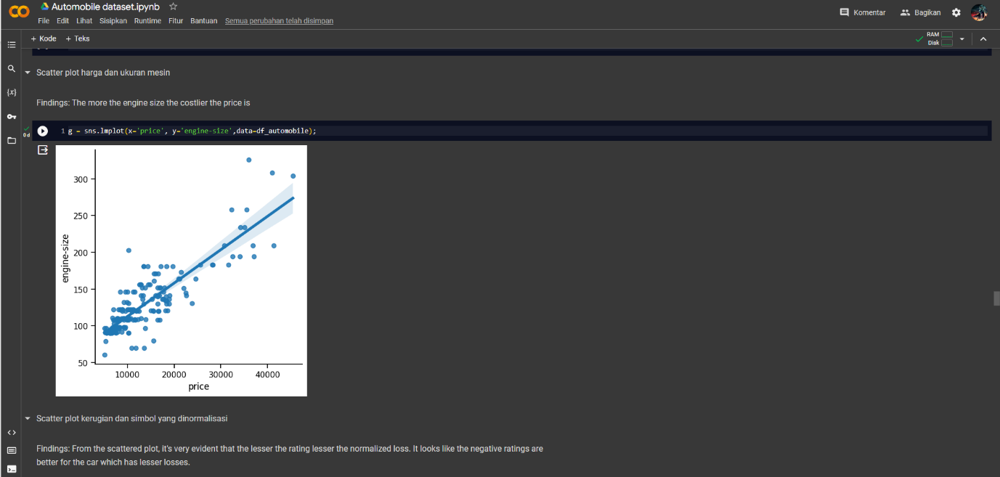 Automobile dataset.ipynb
File Edit Lihat Sisipkan Runtime Fitur Bantuan Semua perubahan telah disimpan
Komentar Bagikan
+ Kode + Teks
RAM
Disk
Scatter plot harga dan ukuran mesin
Findings: The more the engine size the costlier the price is
{x}
0 d
1 g = sns.lmplot(x='price', y='engine-size',data=df_automobile);
300
250
200
150
100
50
engine-size
10000 20000 30000 40000
price
Scatter plot kerugian dan simbol yang dinormalisasi
Findings: From the scattered plot, it's very evident that the lesser the rating lesser the normalized loss. It looks like the negative ratings are
better for the car which has lesser losses.